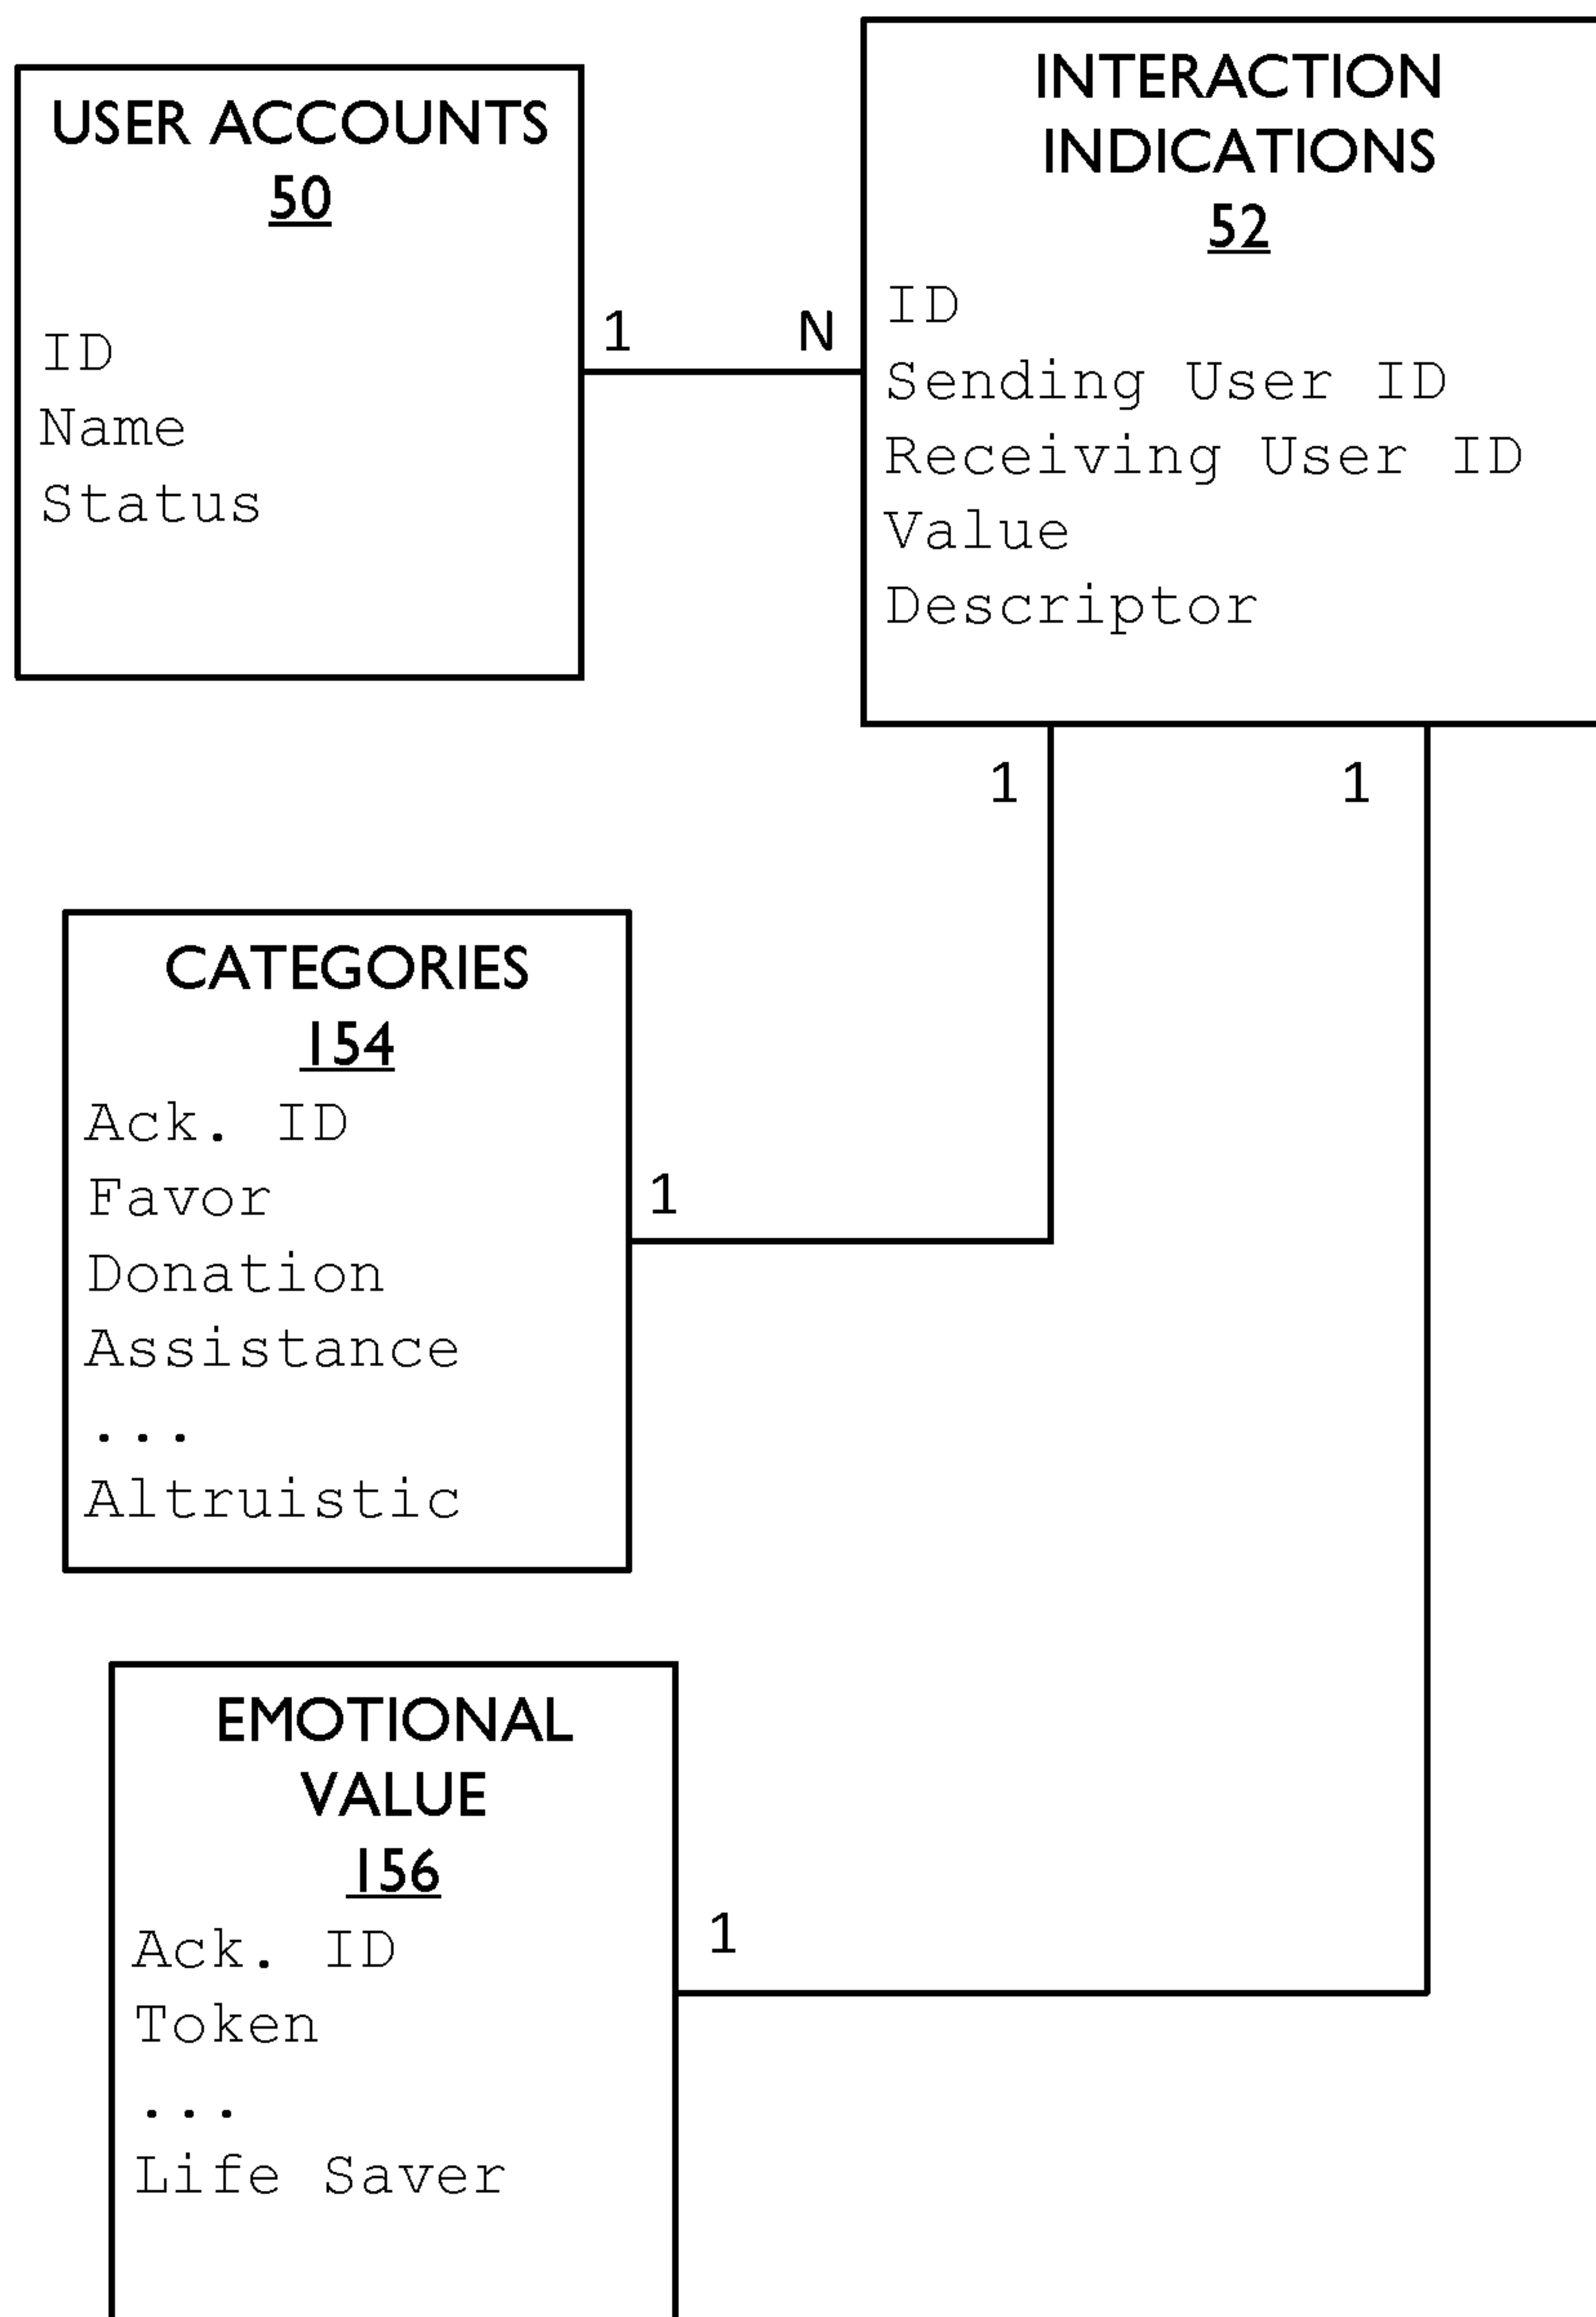 USER ACCOUNTS
50
ID
Name
Status
1
N
INTERACTION
INDICATIONS
52
ID
Sending User ID
Receiving User ID
Value
Descriptor
1
1
CATEGORIES
154
Ack. ID
Favor
Donation
Assistance
...
Altruistic
1
EMOTIONAL
VALUE
156
Ack. ID
Token
...
Life Saver
1